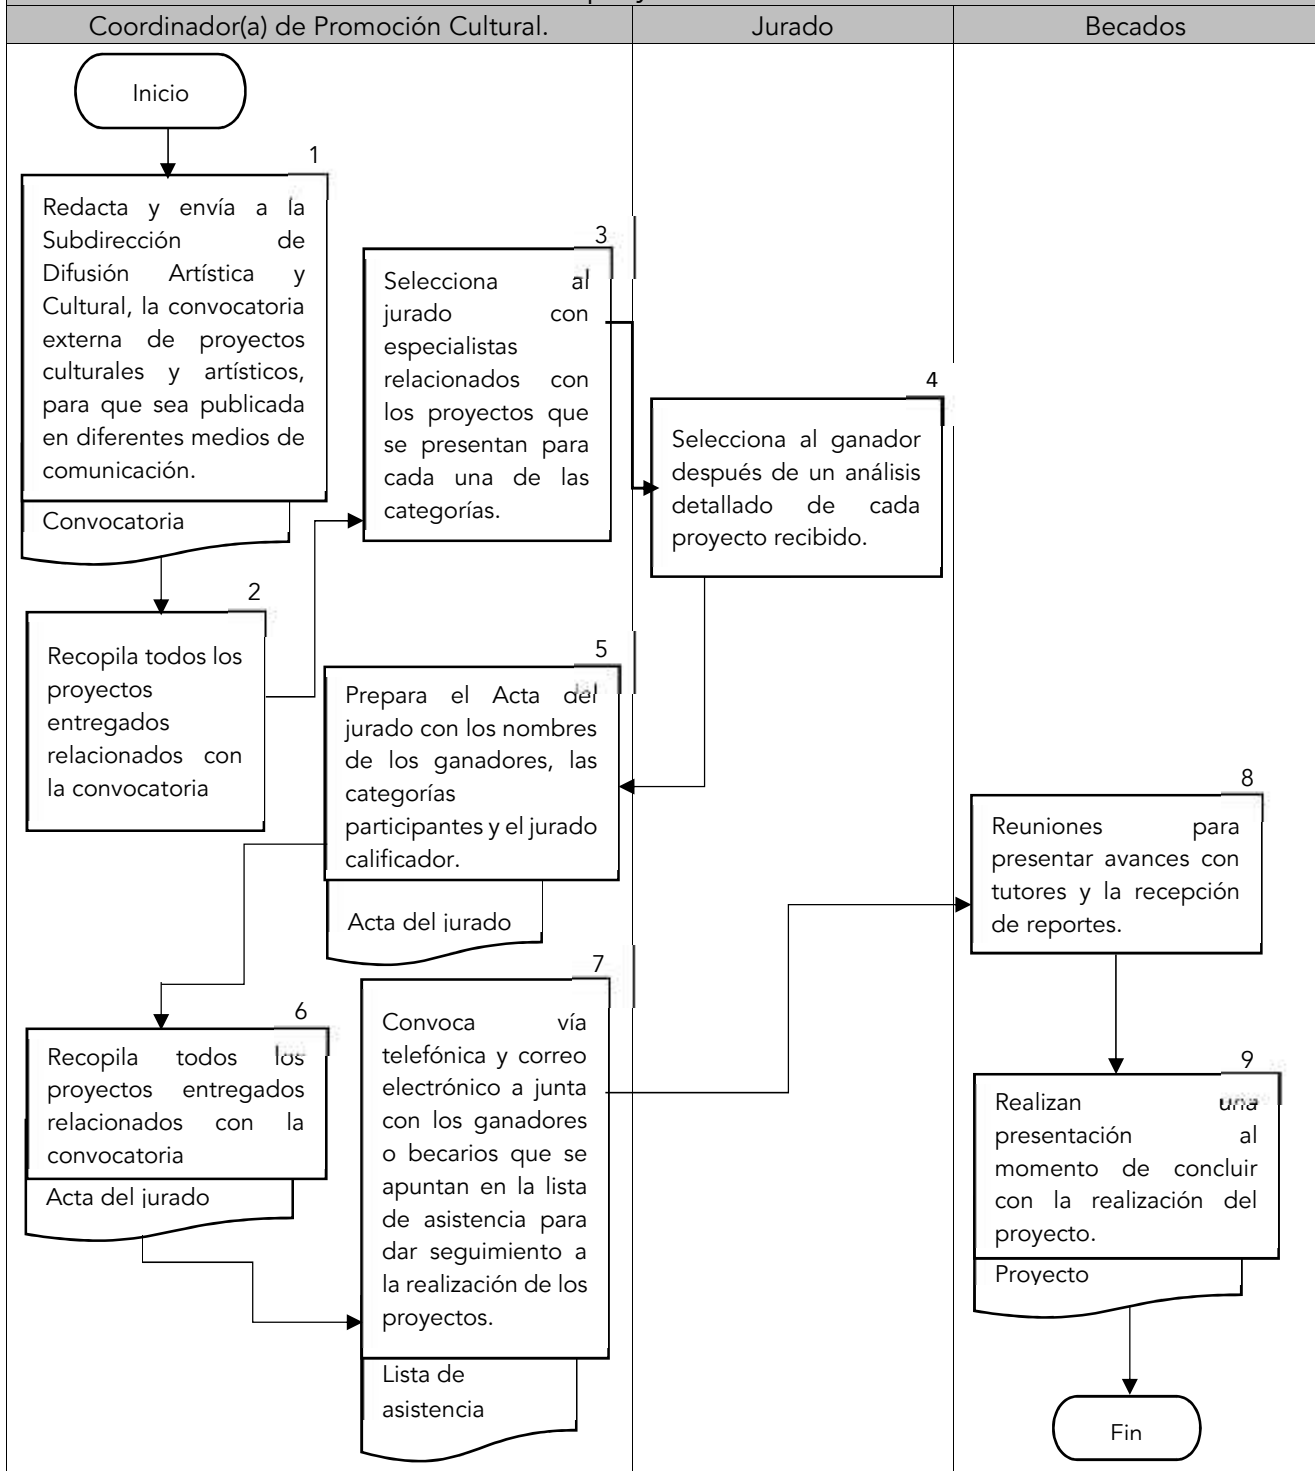 Coordinador(a) de Promoción Cultural.
Jurado
Becados
Inicio
1
Redacta y envía a la
Subdirección de
Difusión Artística y
Cultural, la convocatoria
externa de proyectos
culturales y artísticos,
para que sea publicada
en diferentes medios de
comunicación.
Convocatoria
2
Recopila todos los
proyectos
entregados
relacionados con
la convocatoria
3
Selecciona al
jurado con
especialistas
relacionados con
los proyectos que
se presentan para
cada una de las
categorías.
4
Selecciona al ganador
después de un análisis
detallado de cada
proyecto recibido.
5
Prepara el Acta del
jurado con los nombres
de los ganadores, las
categorías
participantes y el jurado
calificador.
Acta del jurado
6
Recopila todos los
proyectos entregados
relacionados con la
convocatoria
Acta del jurado
7
Convoca vía
telefónica y correo
electrónico a junta
con los ganadores
o becarios que se
apuntan en la lista
de asistencia para
dar seguimiento a
la realización de los
proyectos.
Lista de
asistencia
8
Reuniones para
presentar avances con
tutores y la recepción
de reportes.
9
Realizan una
presentación al
momento de concluir
con la realización del
proyecto.
Proyecto
Fin